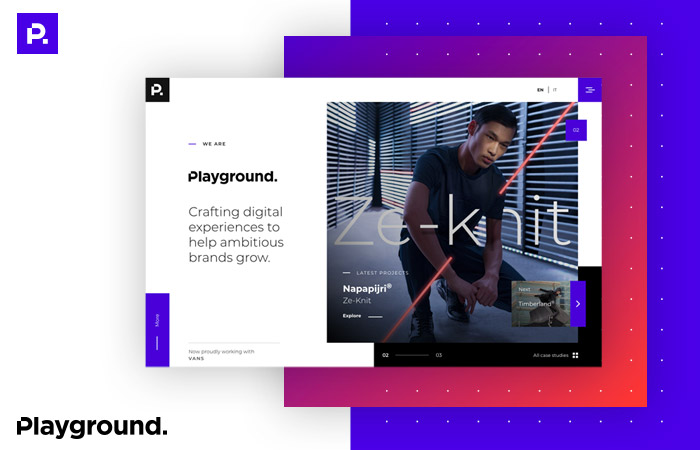 P.
P.
EN | IT
02
WE ARE
Playground.
Crafting digital
experiences to
help ambitious
brands grow.
Ze-knit
LATEST PROJECTS
Napapijri®
Ze-Knit
Explore
Next
Timberland®
More
Now proudly working with
VANS
02
03
All case studies
Playground.